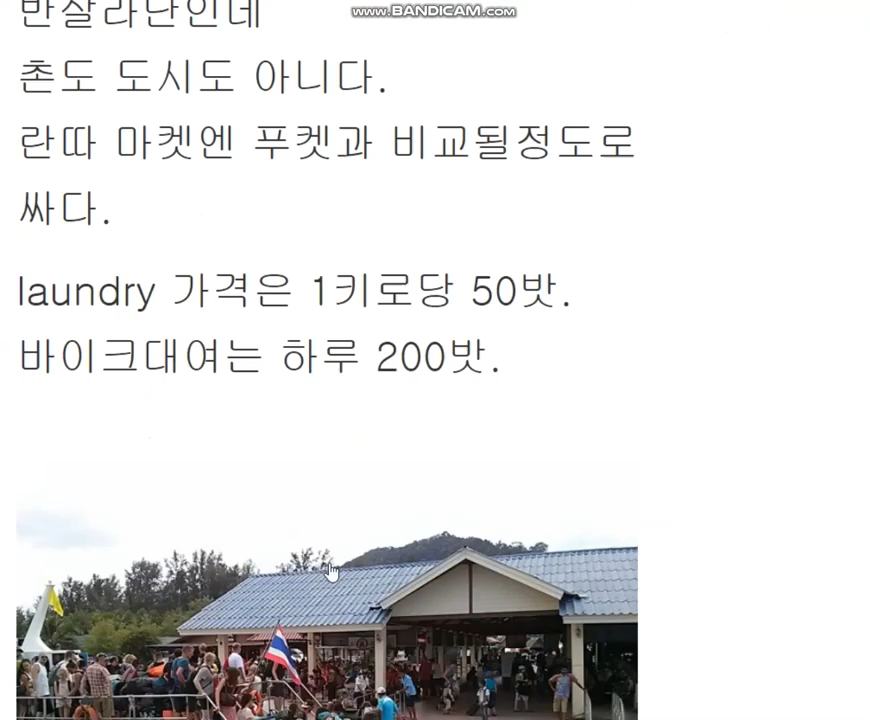 www.BANDICAM.com
반살라단인데
촌도 도시도 아니다.
란따 마켓엔 푸켓과 비교될정도로
싸다.
laundry 가격은 1키로당 50밧.
바이크대여는 하루 200밧.